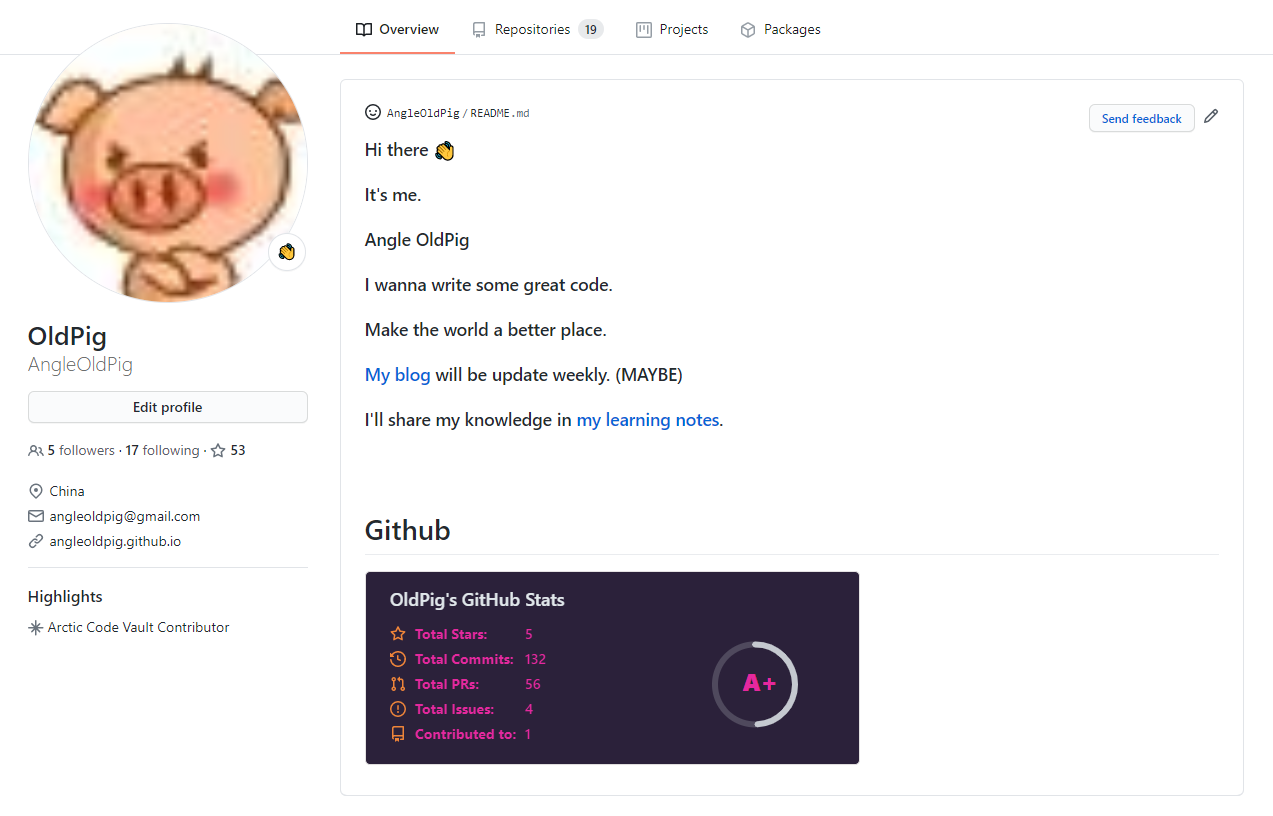 Overview Repositories 19 Projects Packages
AngleOldPig / README.md
Send feedback
Hi there 👋
It's me.
Angle OldPig
I wanna write some great code.
Make the world a better place.
My blog will be update weekly. (MAYBE)
I'll share my knowledge in my learning notes.
OldPig
AngleOldPig
Edit profile
5 followers · 17 following · 53
China
angleoldpig@gmail.com
angleoldpig.github.io
Highlights
Arctic Code Vault Contributor
Github
OldPig's GitHub Stats
Total Stars: 5
Total Commits: 132
Total PRs: 56
Total Issues: 4
Contributed to: 1
A+